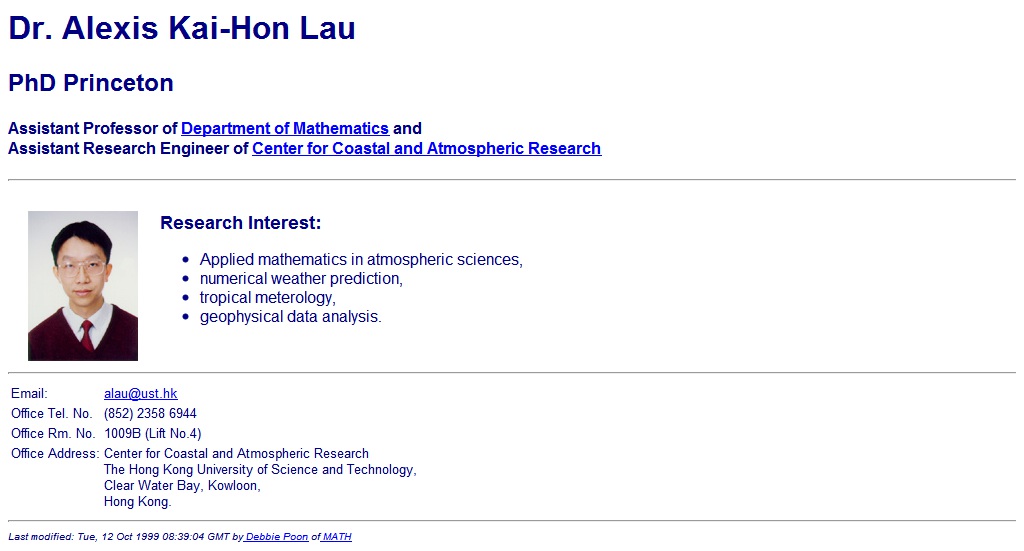 Dr. Alexis Kai-Hon Lau
PhD Princeton
Assistant Professor of Department of Mathematics and
Assistant Research Engineer of Center for Coastal and Atmospheric Research
Research Interest:
• Applied mathematics in atmospheric sciences,
• numerical weather prediction,
• tropical meterology,
• geophysical data analysis.
Email: alau@ust.hk
Office Tel. No. (852) 2358 6944
Office Rm. No. 1009B (Lift No.4)
Office Address: Center for Coastal and Atmospheric Research
The Hong Kong University of Science and Technology,
Clear Water Bay, Kowloon,
Hong Kong.
Last modified: Tue, 12 Oct 1999 08:39:04 GMT by Debbie Poon of MATH